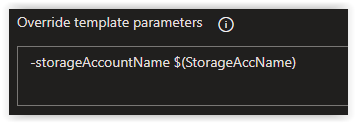 Override template parameters
-storageAccountName $(StorageAccName)